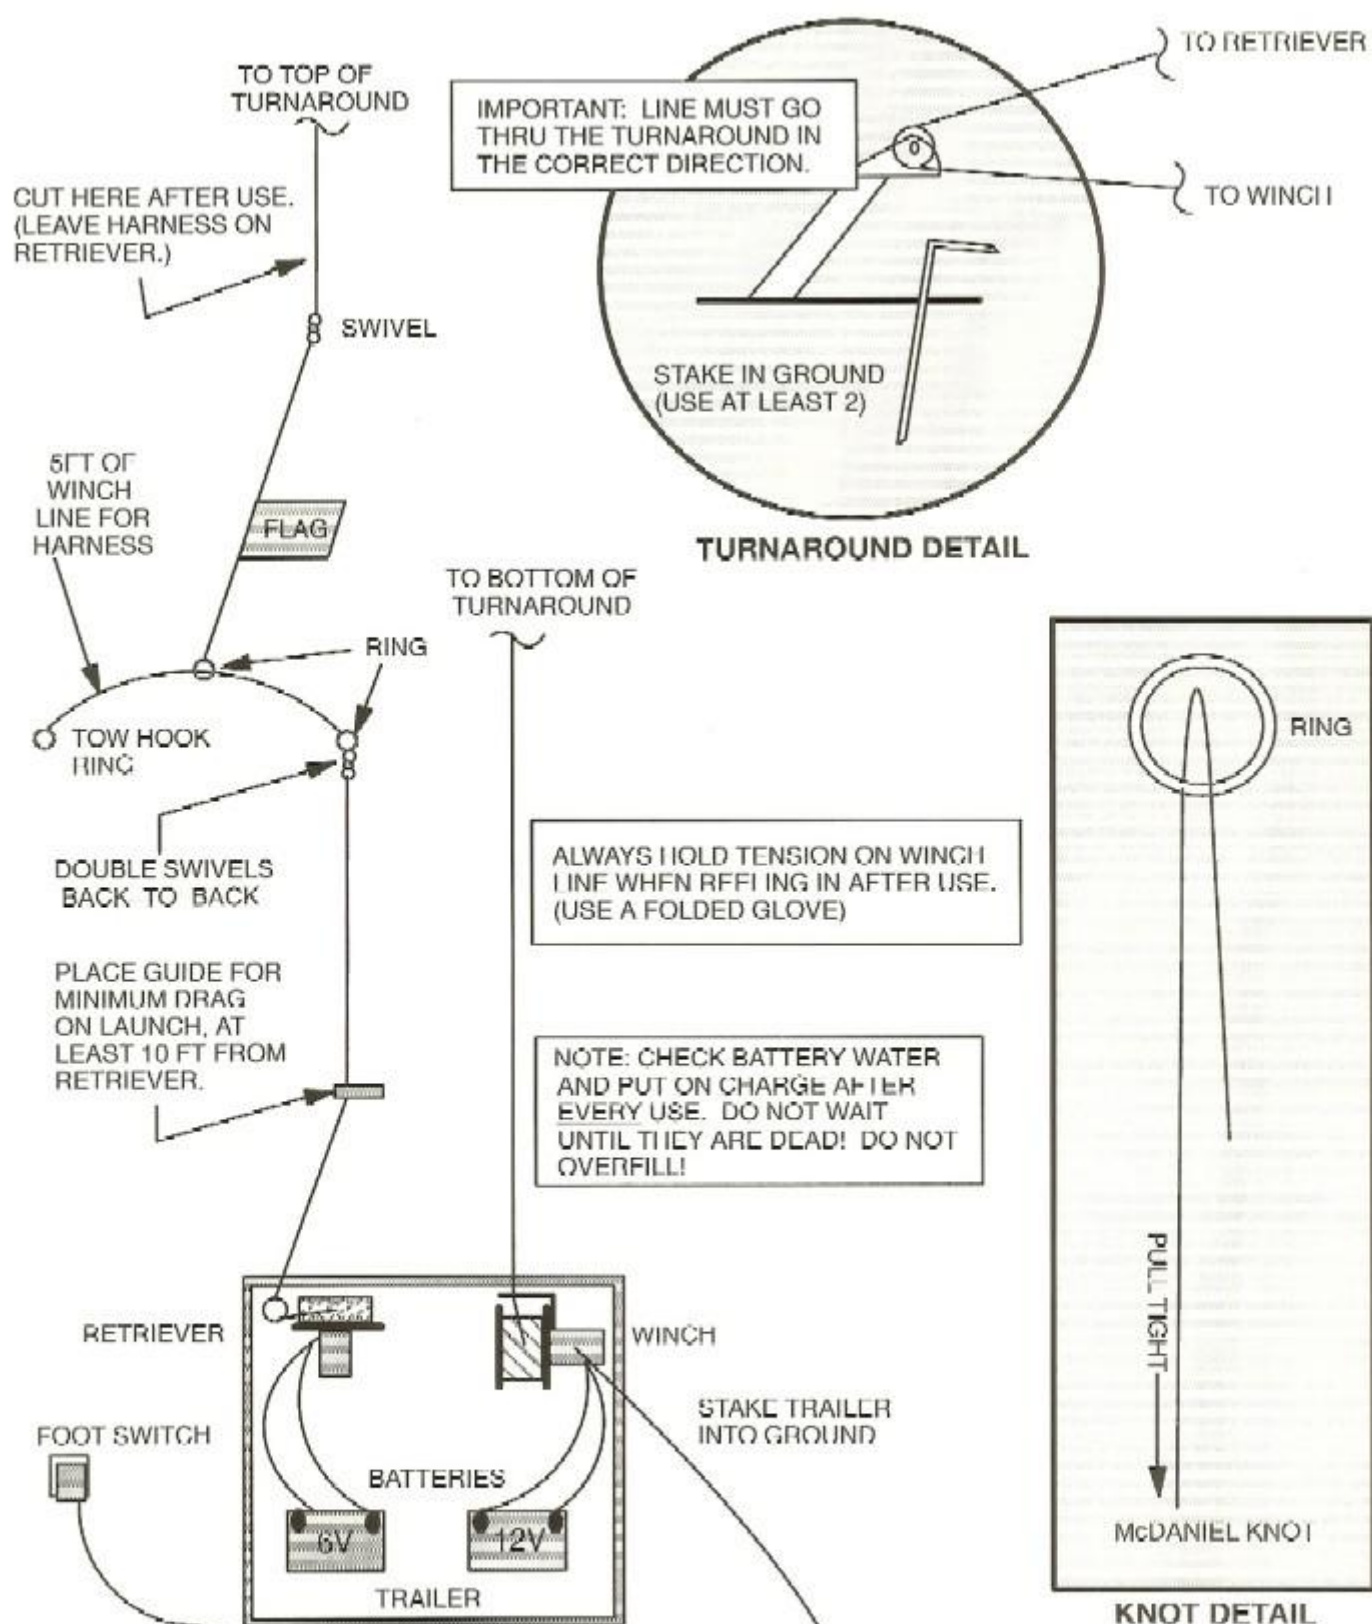 TO TOP OF
TURNAROUND
CUT HERE AFTER USE.
(LEAVE HARNESS ON
RETRIEVER.)
SWIVEL
5FT OF
WINCH
LINE FOR
HARNESS
FLAG
RING
TOW HOOK
RING
DOUBLE SWIVELS
BACK TO BACK
PLACE GUIDE FOR
MINIMUM DRAG
ON LAUNCH, AT
LEAST 10 FT FROM
RETRIEVER.
IMPORTANT: LINE MUST GO
THRU THE TURNAROUND IN
THE CORRECT DIRECTION.
TO RETRIEVER
TO WINCH
STAKE IN GROUND
(USE AT LEAST 2)
TURNAROUND DETAIL
TO BOTTOM OF
TURNAROUND
ALWAYS HOLD TENSION ON WINCH
LINE WHEN REELING IN AFTER USE.
(USE A FOLDED GLOVE)
NOTE: CHECK BATTERY WATER
AND PUT ON CHARGE AFTER
EVERY USE. DO NOT WAIT
UNTIL THEY ARE DEAD! DO NOT
OVERFILL!
RETRIEVER
WINCH
FOOT SWITCH
STAKE TRAILER
INTO GROUND
BATTERIES
6V
12V
TRAILER
RING
PULL TIGHT
McDANIEL KNOT
KNOT DETAIL